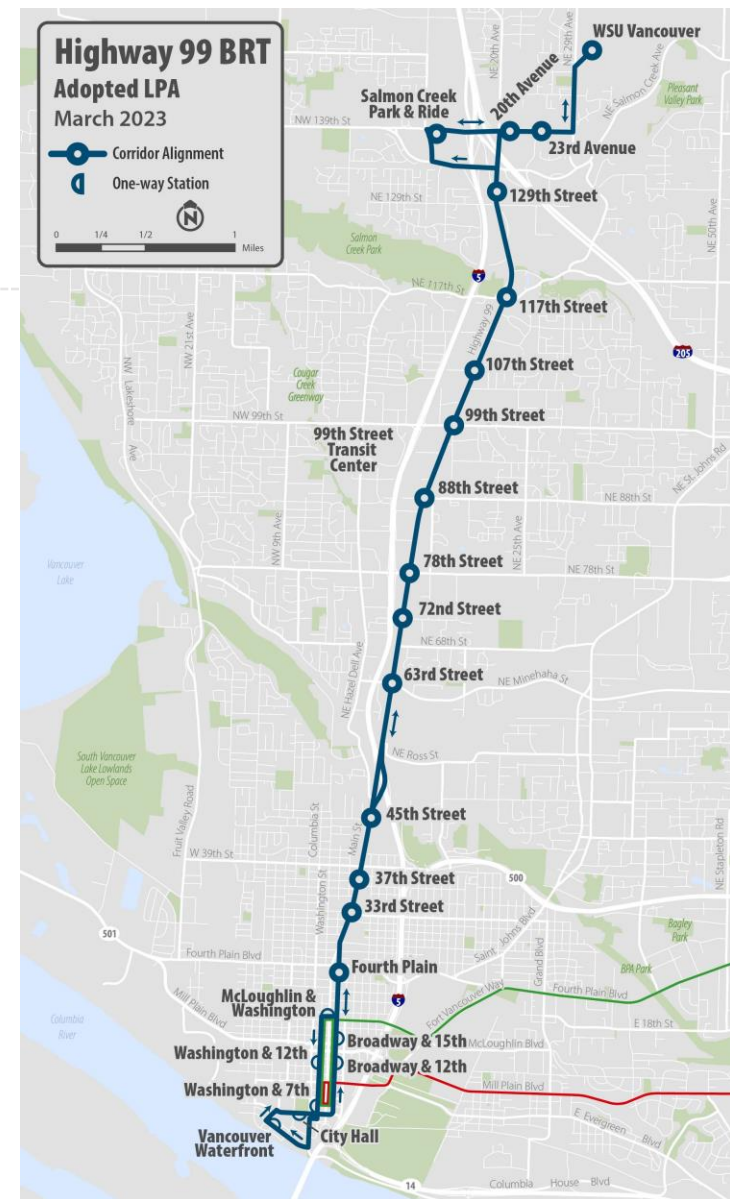 Highway 99 BRT
Adopted LPA
March 2023
Corridor Alignment
One-way Station
N
0 1/4 1/2 1
Miles
WSU Vancouver
NE 20th Ave
NE 29th Ave
20th Avenue
NE Salmon Creek Ave
Pleasant
Valley Park
Salmon Creek
Park & Ride
NW 139th St
23rd Avenue
NE 129th St
129th Street
NE 50th Ave
Salmon
Creek Park
NE 117th St
5
117th Street
Highway 99
205
NW 21st Ave
NW Lakeshore Ave
Cougar
Creek
Greenway
107th Street
NW 99th St
99th Street
99th Street
Transit
Center
NE St. Johns Rd
88th Street
NE 88th St
NW 9th Ave
NE 25th Ave
Vancouver
Lake
78th Street
NE 78th St
72nd Street
NE 68th St
NE Hazel Dell Ave
63rd Street
NE Minehaha St
NE Ross St
South Vancouver
Lake Lowlands
Open Space
Fruit Valley Road
Columbia St
Main St
45th Street
W 39th St
NE Stapleton Rd
Washington St
37th Street
500
33rd Street
501
Saint Johns Blvd
Grand Blvd
Bagley
Park
Fourth Plain Blvd
Fourth Plain
BPA Park
Mill Plain Blvd
McLoughlin &
Washington
5
Fort Vancouver Way
Fourth Plain Blvd
E 18th St
Columbia
River
Broadway & 15th
McLoughlin Blvd
Washington & 12th
Broadway & 12th
Washington & 7th
Mill Plain Blvd
E Evergreen Blvd
Vancouver
Waterfront
City Hall
14
Columbia House Blvd